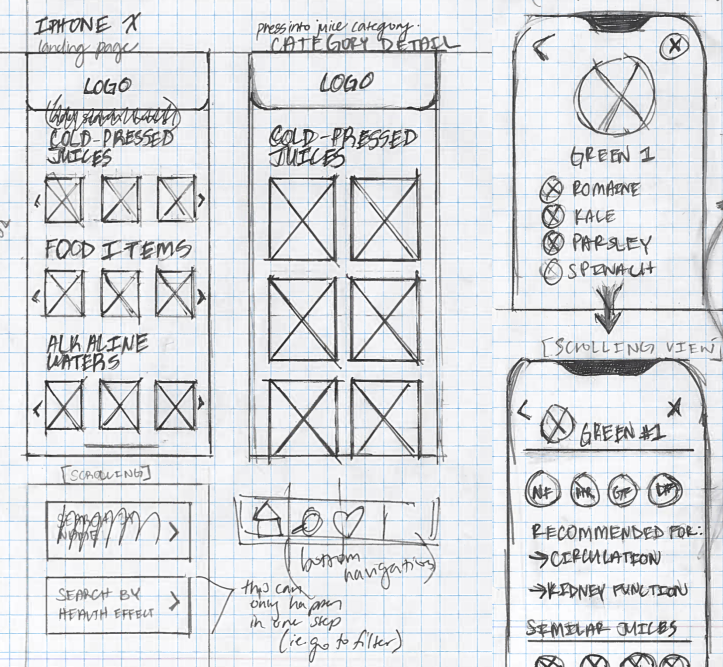 IPHONE X
landing page
LOGO
COLD-PRESSED
JUICES
FOOD ITEMS
ALKALINE
WATERS
[SCROLLING]
SEARCH BY
HEALTH EFFECT
press into juice category.
CATEGORY DETAIL
LOGO
COLD-PRESSED
JUICES
(bottom
navigation)
this can
only happen
in one step
(i.e. go to filter)
X
GREEN 1
ROMAINE
KALE
PARSLEY
SPINACH
[SCROLLING VIEW]
X
GREEN #1
NF
GF
RECOMMENDED FOR:
→CIRCULATION
→KIDNEY FUNCTION
SIMILAR JUICES